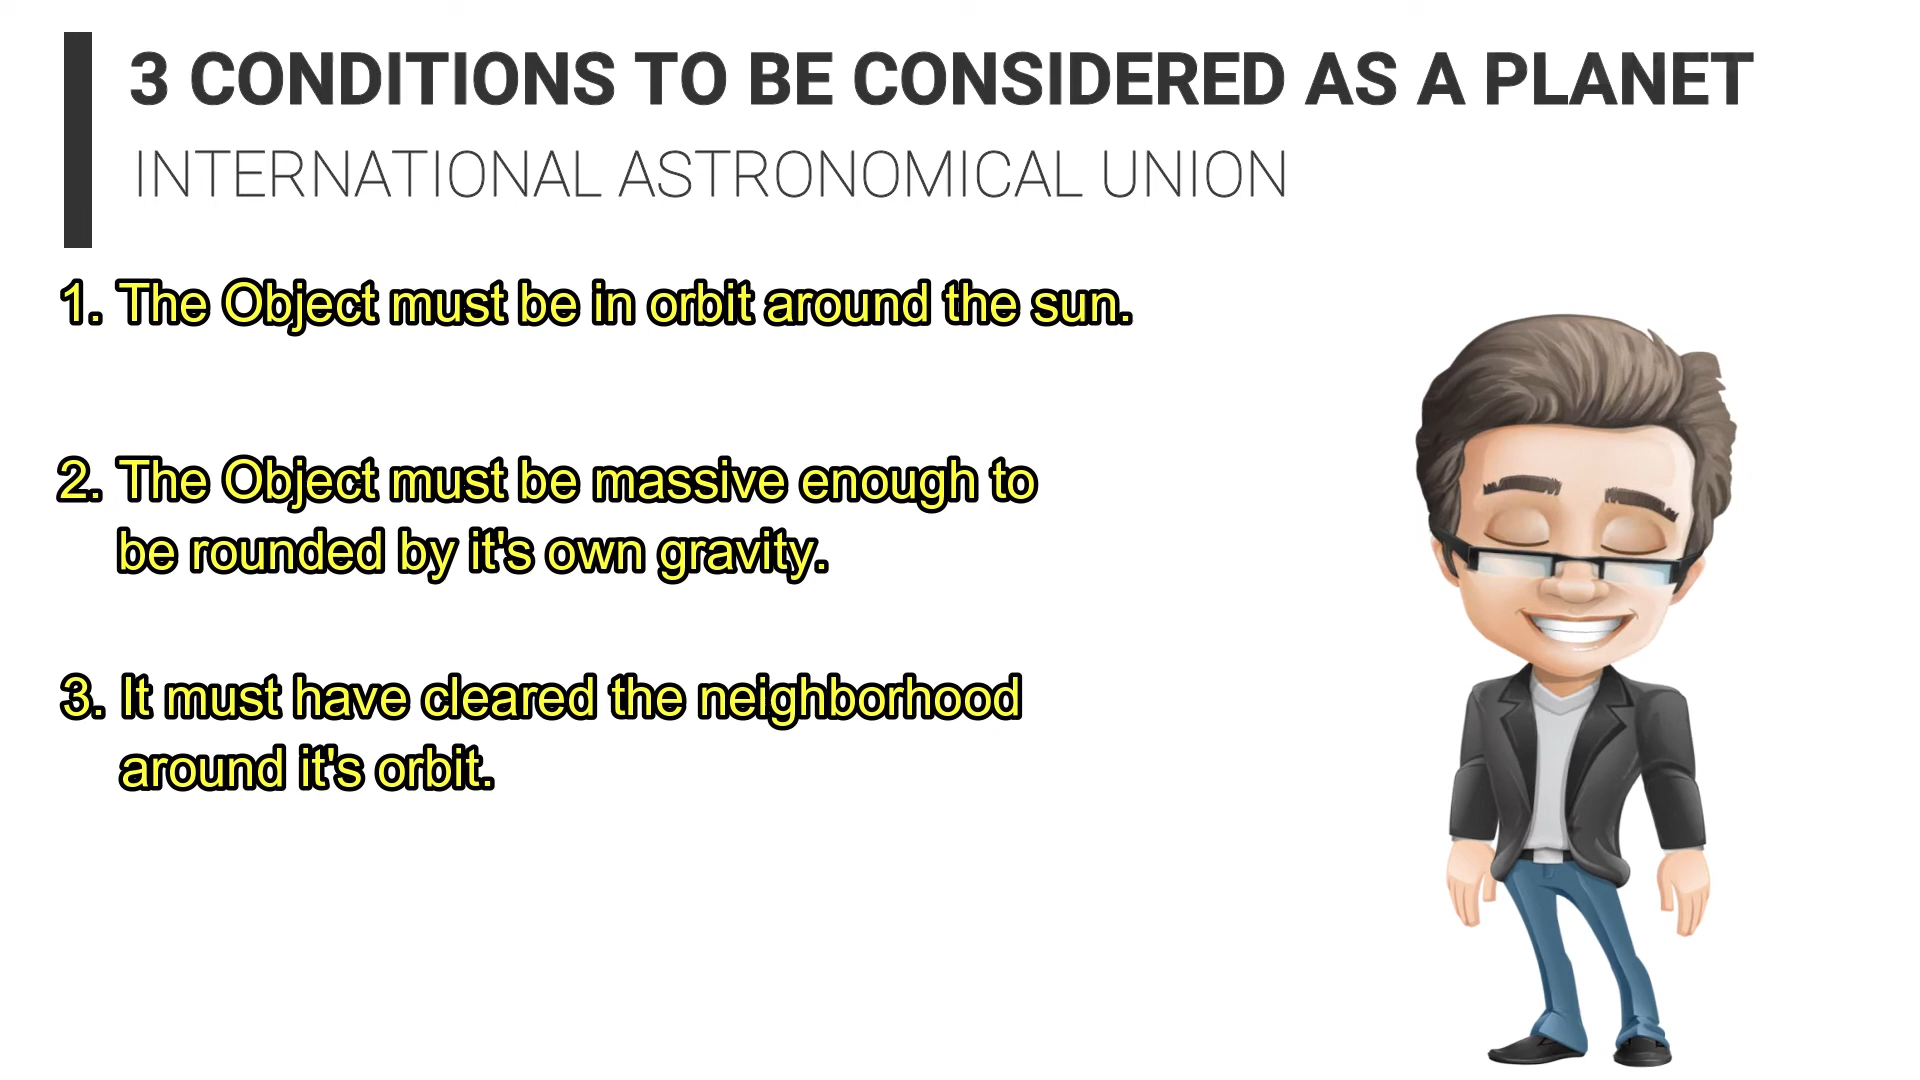 3 CONDITIONS TO BE CONSIDERED AS A PLANET
INTERNATIONAL ASTRONOMICAL UNION
1. The Object must be in orbit around the sun.
2. The Object must be massive enough to
be rounded by it's own gravity.
3. It must have cleared the neighborhood
around it's orbit.